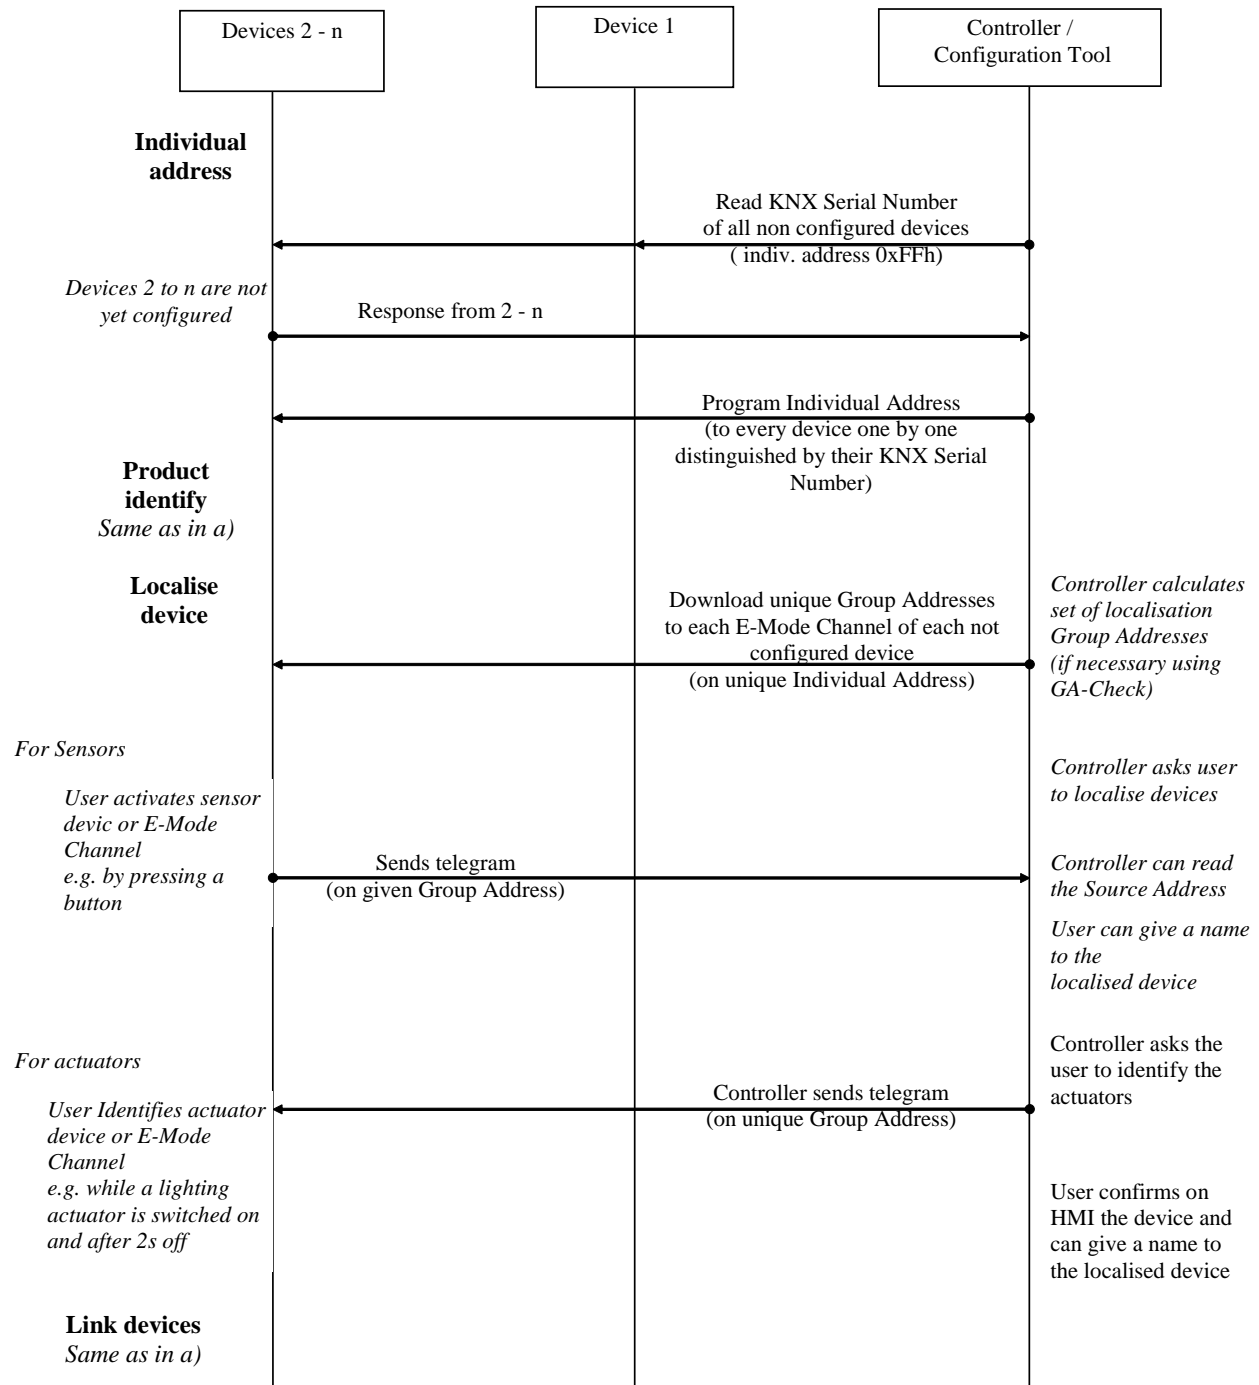 Devices 2 - n
Device 1
Controller /
Configuration Tool
Individual
address
Read KNX Serial Number
of all non configured devices
( indiv. address 0xFFh)
Devices 2 to n are not
yet configured
Response from 2 - n
Program Individual Address
(to every device one by one
distinguished by their KNX Serial
Number)
Product
identify
Same as in a)
Localise
device
Download unique Group Addresses
to each E-Mode Channel of each not
configured device
(on unique Individual Address)
Controller calculates
set of localisation
Group Addresses
(if necessary using
GA-Check)
For Sensors
Controller asks user
to localise devices
User activates sensor
devic or E-Mode
Channel
e.g. by pressing a
button
Sends telegram
(on given Group Address)
Controller can read
the Source Address
User can give a name
to the
localised device
For actuators
Controller asks the
user to identify the
actuators
Controller sends telegram
(on unique Group Address)
User Identifies actuator
device or E-Mode
Channel
e.g. while a lighting
actuator is switched on
and after 2s off
User confirms on
HMI the device and
can give a name to
the localised device
Link devices
Same as in a)